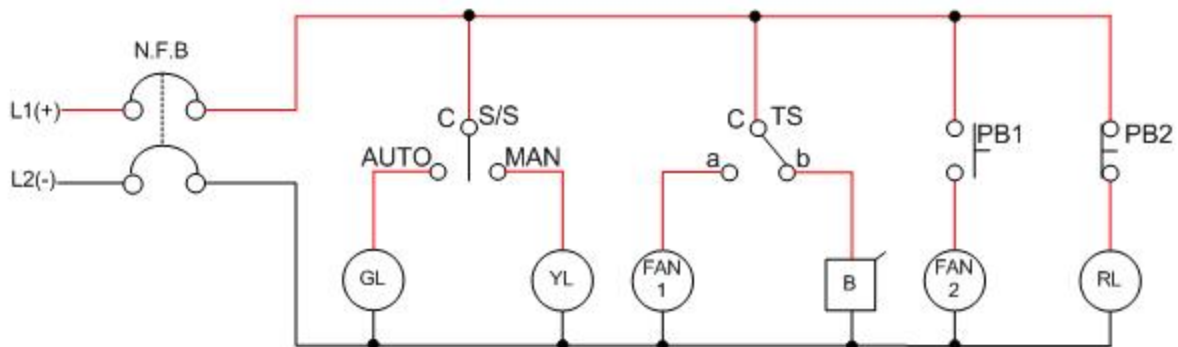 N.F.B
L1(+)
L2(-)
C S/S
AUTO MAN
C TS
a b
PB1
PB2
GL
YL
FAN
1
B
FAN
2
RL